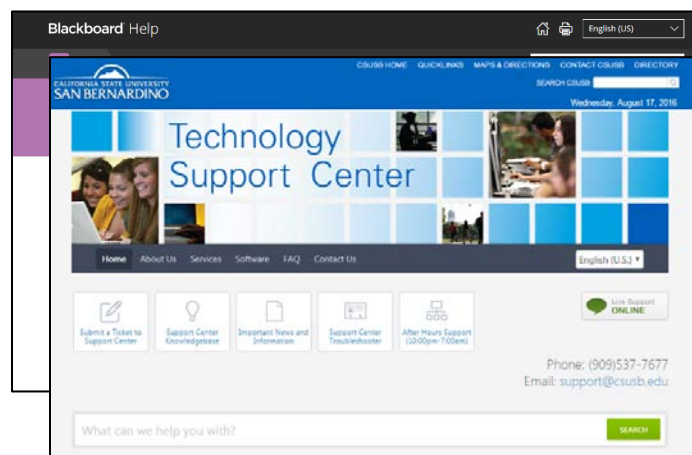 Blackboard Help
English (US)
CSUSB HOME QUICKLINKS MAPS & DIRECTIONS CONTACT CSUSB DIRECTORY
CALIFORNIA STATE UNIVERSITY
SAN BERNARDINO
SEARCH CSUSB
Wednesday, August 17, 2016
Technology
Support Center
Home About Us Services Software FAQ Contact Us
English (U.S.)
Submit a Ticket to
Support Center
Support Center
Knowledgebase
Important News and
Information
Support Center
Troubleshooter
After Hours Support
(10:00pm-7:00am)
Live Support
ONLINE
Phone: (909)537-7677
Email: support@csusb.edu
What can we help you with?
SEARCH